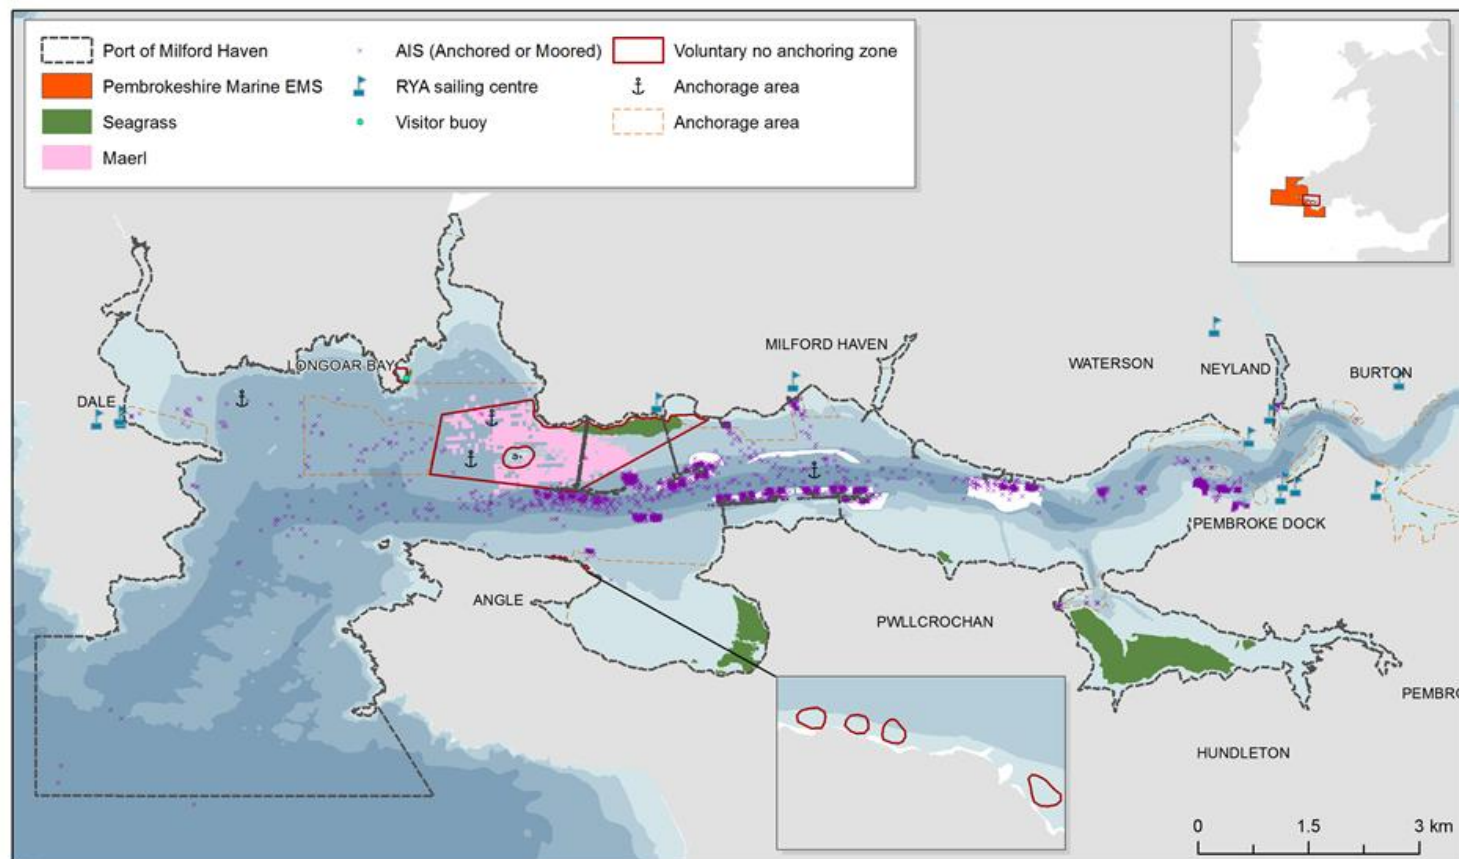 Port of Milford Haven
AIS (Anchored or Moored)
Voluntary no anchoring zone
Pembrokeshire Marine EMS
RYA sailing centre
Anchorage area
Seagrass
Visitor buoy
Anchorage area
Maerl
MILFORD HAVEN
LONGOAR BAY
WATERSON
NEYLAND
BURTON
DALE
PEMBROKE DOCK
ANGLE
PWLLCROCHAN
PEMBRO
HUNDLETON
0 1.5 3 km